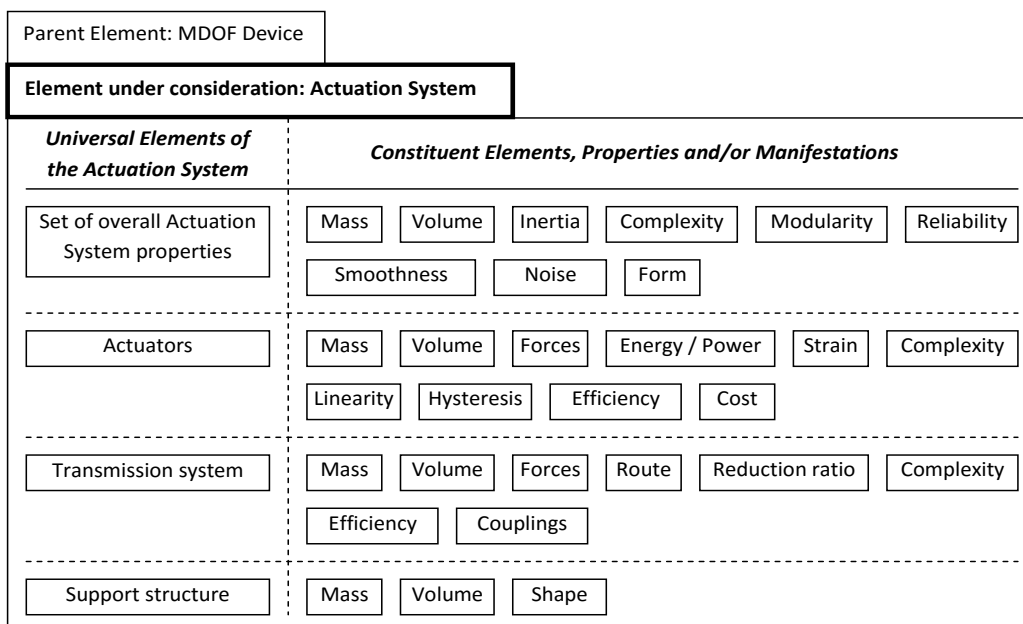 Parent Element: MDOF Device
Element under consideration: Actuation System
Universal Elements of the Actuation System
Constituent Elements, Properties and/or Manifestations
Set of overall Actuation System properties
Mass Volume Inertia Complexity Modularity Reliability
Smoothness Noise Form
Actuators
Mass Volume Forces Energy / Power Strain Complexity
Linearity Hysteresis Efficiency Cost
Transmission system
Mass Volume Forces Route Reduction ratio Complexity
Efficiency Couplings
Support structure
Mass Volume Shape